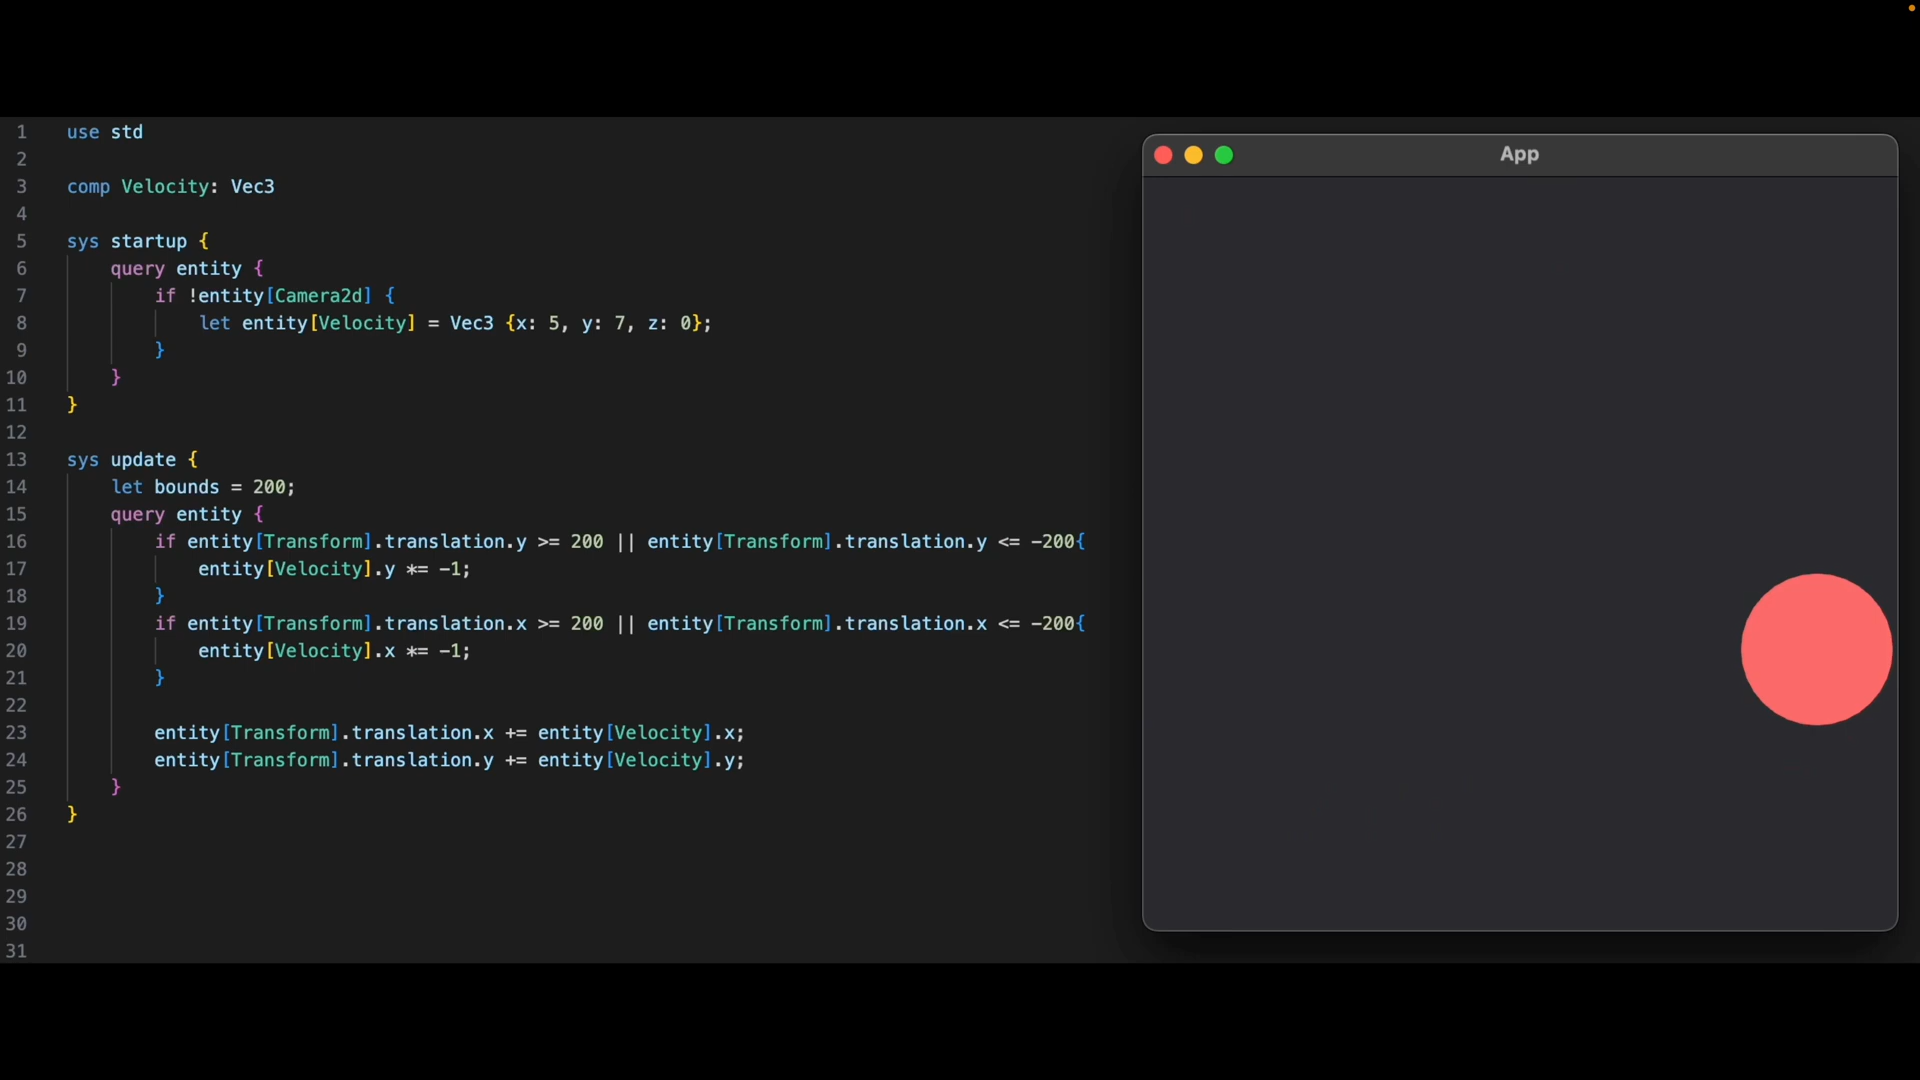 1 use std
2
3 comp Velocity: Vec3
4
5 sys startup {
6 query entity {
7 if !entity[Camera2d] {
8 let entity[Velocity] = Vec3 {x: 5, y: 7, z: 0};
9 }
10 }
11 }
12
13 sys update {
14 let bounds = 200;
15 query entity {
16 if entity[Transform].translation.y >= 200 || entity[Transform].translation.y <= -200{
17 entity[Velocity].y *= -1;
18 }
19 if entity[Transform].translation.x >= 200 || entity[Transform].translation.x <= -200{
20 entity[Velocity].x *= -1;
21 }
22
23 entity[Transform].translation.x += entity[Velocity].x;
24 entity[Transform].translation.y += entity[Velocity].y;
25 }
26 }
27
28
29
30
31
App